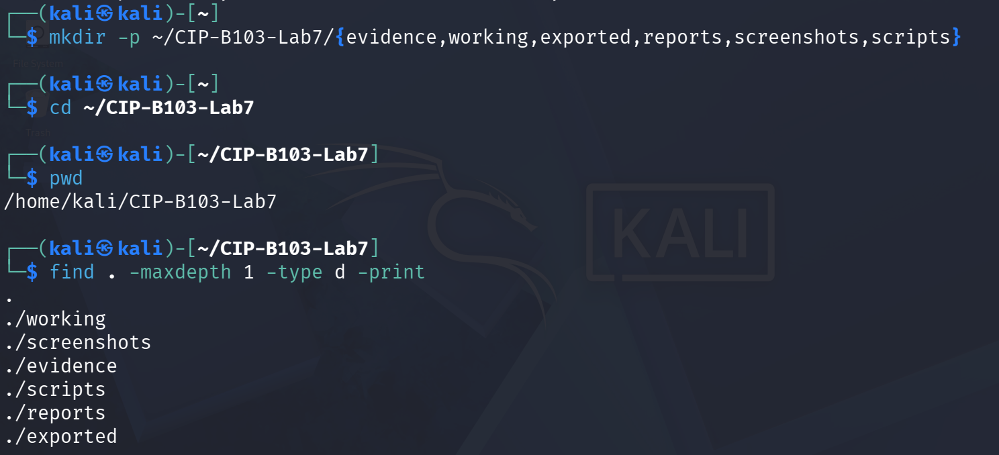 ┌──(kali㉿kali)-[~]
└─$ mkdir -p ~/CIP-B103-Lab7/{evidence,working,exported,reports,screenshots,scripts}
File System
┌──(kali㉿kali)-[~]
└─$ cd ~/CIP-B103-Lab7
Trash
┌──(kali㉿kali)-[~/CIP-B103-Lab7]
└─$ pwd
/home/kali/CIP-B103-Lab7
KALI
┌──(kali㉿kali)-[~/CIP-B103-Lab7]
└─$ find . -maxdepth 1 -type d -print
.
./working
./screenshots
./evidence
./scripts
./reports
./exported